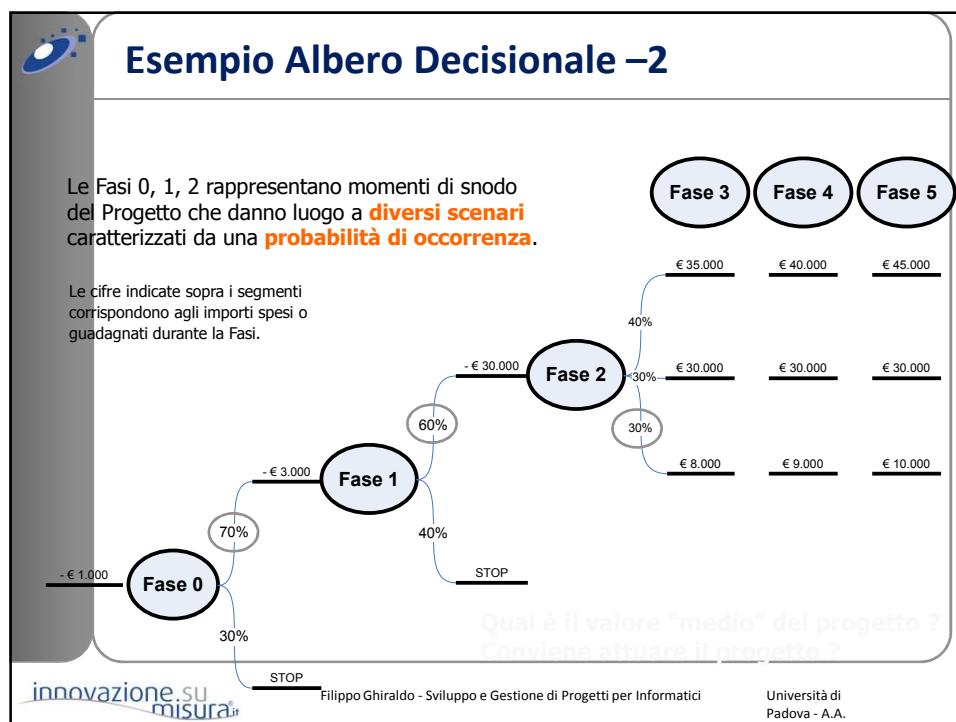 Esempio Albero Decisionale –2
Le Fasi 0, 1, 2 rappresentano momenti di snodo
del Progetto che danno luogo a diversi scenari
caratterizzati da una probabilità di occorrenza.
Le cifre indicate sopra i segmenti
corrispondono agli importi spesi o
guadagnati durante la Fasi.
Fase 3
Fase 4
Fase 5
€ 35.000
€ 40.000
€ 45.000
40%
- € 30.000
Fase 2
30%
€ 30.000
€ 30.000
€ 30.000
60%
30%
- € 3.000
Fase 1
€ 8.000
€ 9.000
€ 10.000
70%
40%
- € 1.000
Fase 0
STOP
30%
Qual è il valore "medio" del progetto ?
Conviene attuare il progetto ?
STOP
innovazione.su
misura.it
Filippo Ghiraldo - Sviluppo e Gestione di Progetti per Informatici
Università di
Padova - A.A.